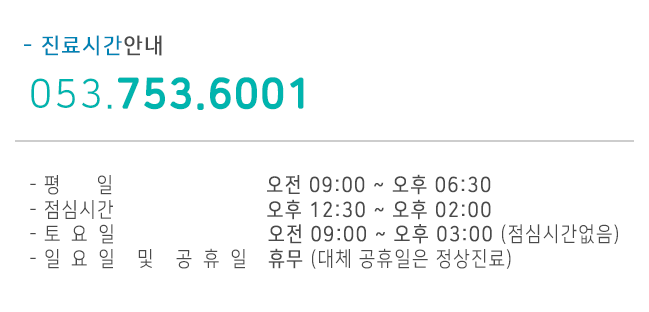 - 진료시간안내
053.753.6001
- 평 일 오전 09:00 ~ 오후 06:30
- 점심시간 오후 12:30 ~ 오후 02:00
- 토 요 일 오전 09:00 ~ 오후 03:00 (점심시간없음)
- 일 요 일 및 공 휴 일 휴무 (대체 공휴일은 정상진료)